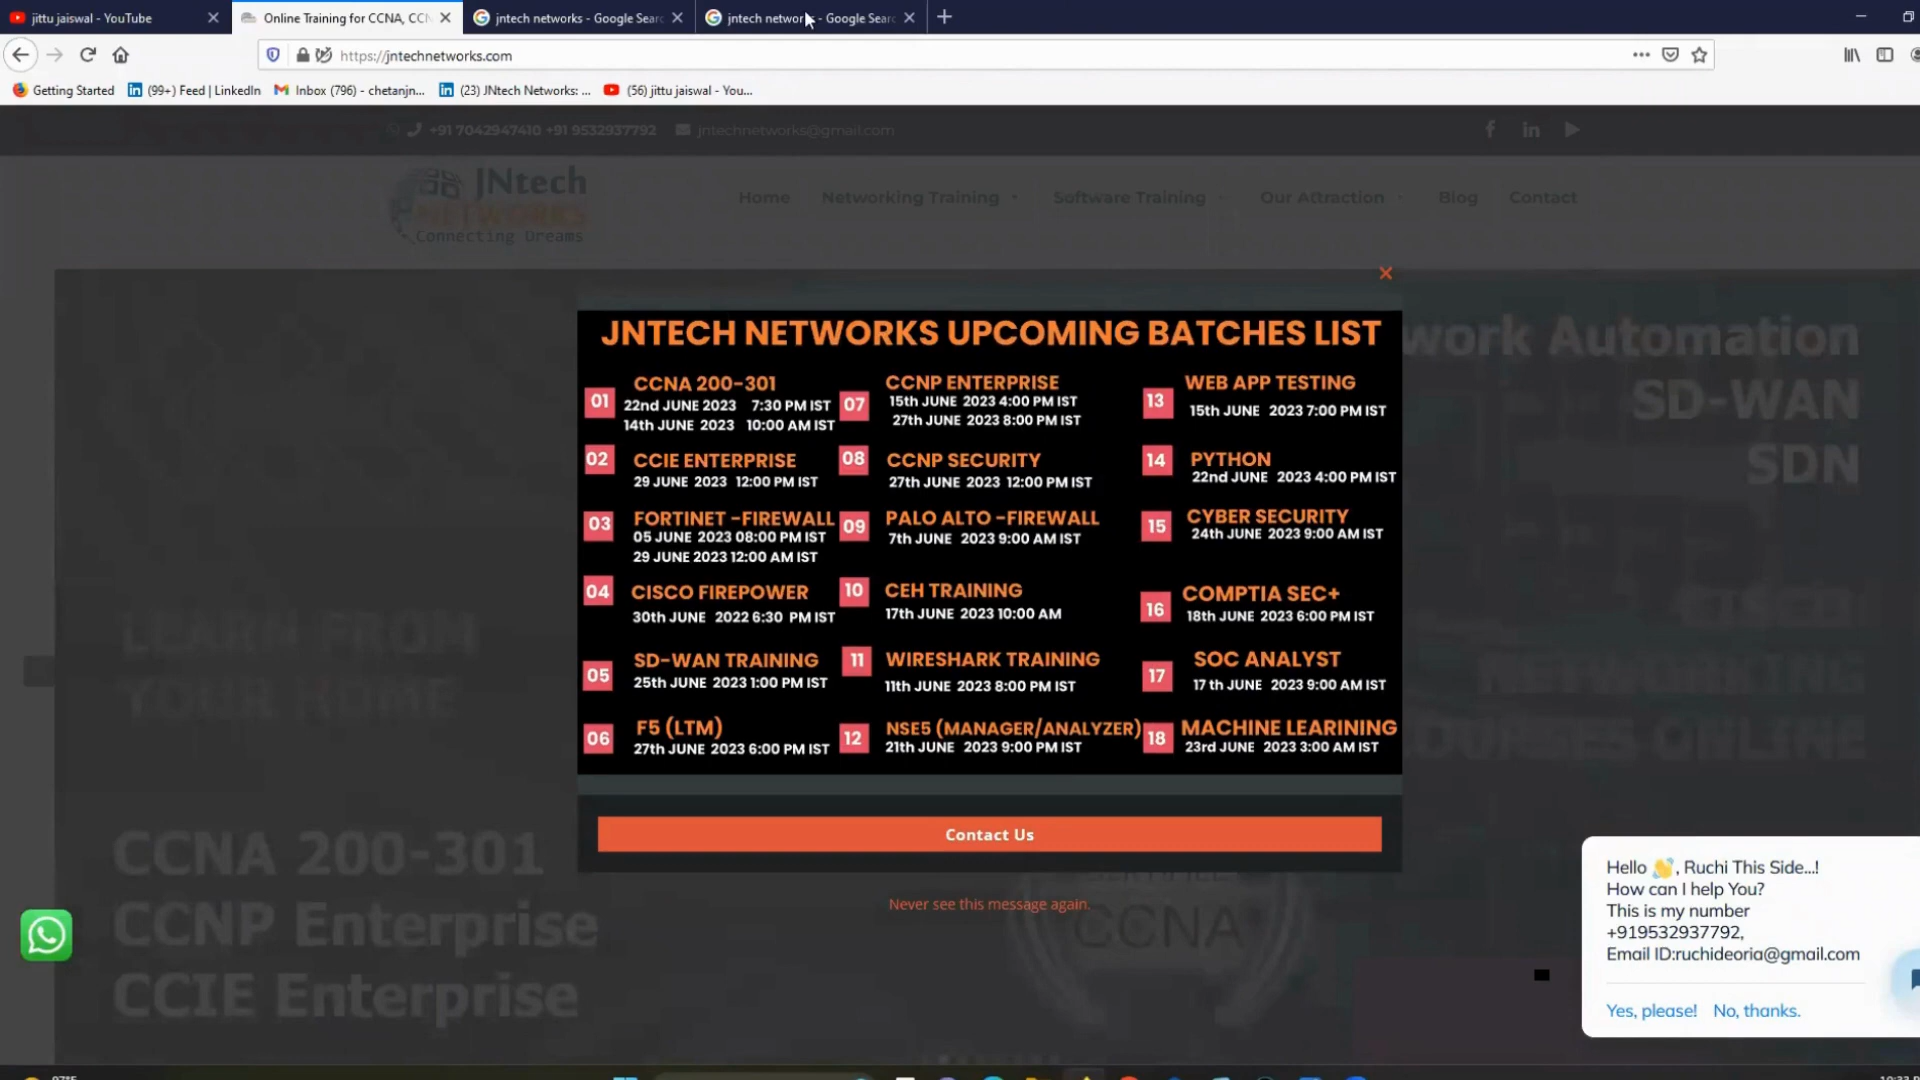 jittu jaiswal - YouTube
Online Training for CCNA, CCN
jntech networks - Google Searc
jntech networks - Google Searc
https://jntechnetworks.com
Getting Started
(99+) Feed | LinkedIn
Inbox (796) - chetanjn...
(23) JNtech Networks: ...
(56) jittu jaiswal - You...
+91 7042947410 +91 9532937792
jntechnetworks@gmail.com
JNtech
NETWORKS
Connecting Dreams
Home
Networking Training
Software Training
Our Attraction
Blog
Contact
work Automation
SD-WAN
SDN
LEARN FROM
YOUR HOME
CISCO
NETWORKING
COURSES ONLINE
CCNA 200-301
CCNP Enterprise
CCIE Enterprise
JNTECH NETWORKS UPCOMING BATCHES LIST
01
CCNA 200-301
22nd JUNE 2023 7:30 PM IST
14th JUNE 2023 10:00 AM IST
02
CCIE ENTERPRISE
29 JUNE 2023 12:00 PM IST
03
FORTINET -FIREWALL
05 JUNE 2023 08:00 PM IST
29 JUNE 2023 12:00 AM IST
04
CISCO FIREPOWER
30th JUNE 2022 6:30 PM IST
05
SD-WAN TRAINING
25th JUNE 2023 1:00 PM IST
06
F5 (LTM)
27th JUNE 2023 6:00 PM IST
07
CCNP ENTERPRISE
15th JUNE 2023 4:00 PM IST
27th JUNE 2023 8:00 PM IST
08
CCNP SECURITY
27th JUNE 2023 12:00 PM IST
09
PALO ALTO -FIREWALL
7th JUNE 2023 9:00 AM IST
10
CEH TRAINING
17th JUNE 2023 10:00 AM
11
WIRESHARK TRAINING
11th JUNE 2023 8:00 PM IST
12
NSE5 (MANAGER/ANALYZER)
21th JUNE 2023 9:00 PM IST
13
WEB APP TESTING
15th JUNE 2023 7:00 PM IST
14
PYTHON
22nd JUNE 2023 4:00 PM IST
15
CYBER SECURITY
24th JUNE 2023 9:00 AM IST
16
COMPTIA SEC+
18th JUNE 2023 6:00 PM IST
17
SOC ANALYST
17 th JUNE 2023 9:00 AM IST
18
MACHINE LEARINING
23rd JUNE 2023 3:00 AM IST
Contact Us
Never see this message again.
CCNA
Hello 👋, Ruchi This Side...!
How can I help You?
This is my number
+919532937792,
Email ID:ruchideoria@gmail.com
Yes, please! No, thanks.